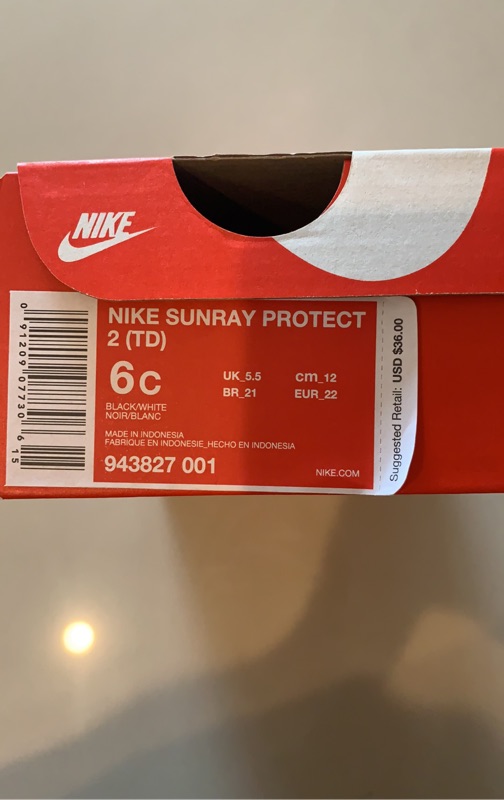 NIKE
NIKE SUNRAY PROTECT
2 (TD)
6C
UK_5.5 cm_12
BR_21 EUR_22
BLACK/WHITE
NOIR/BLANC
MADE IN INDONESIA
FABRIQUE EN INDONESIE_HECHO EN INDONESIA
943827 001
NIKE.COM
Suggested Retail: USD $36.00
0 91209 07730 6 15